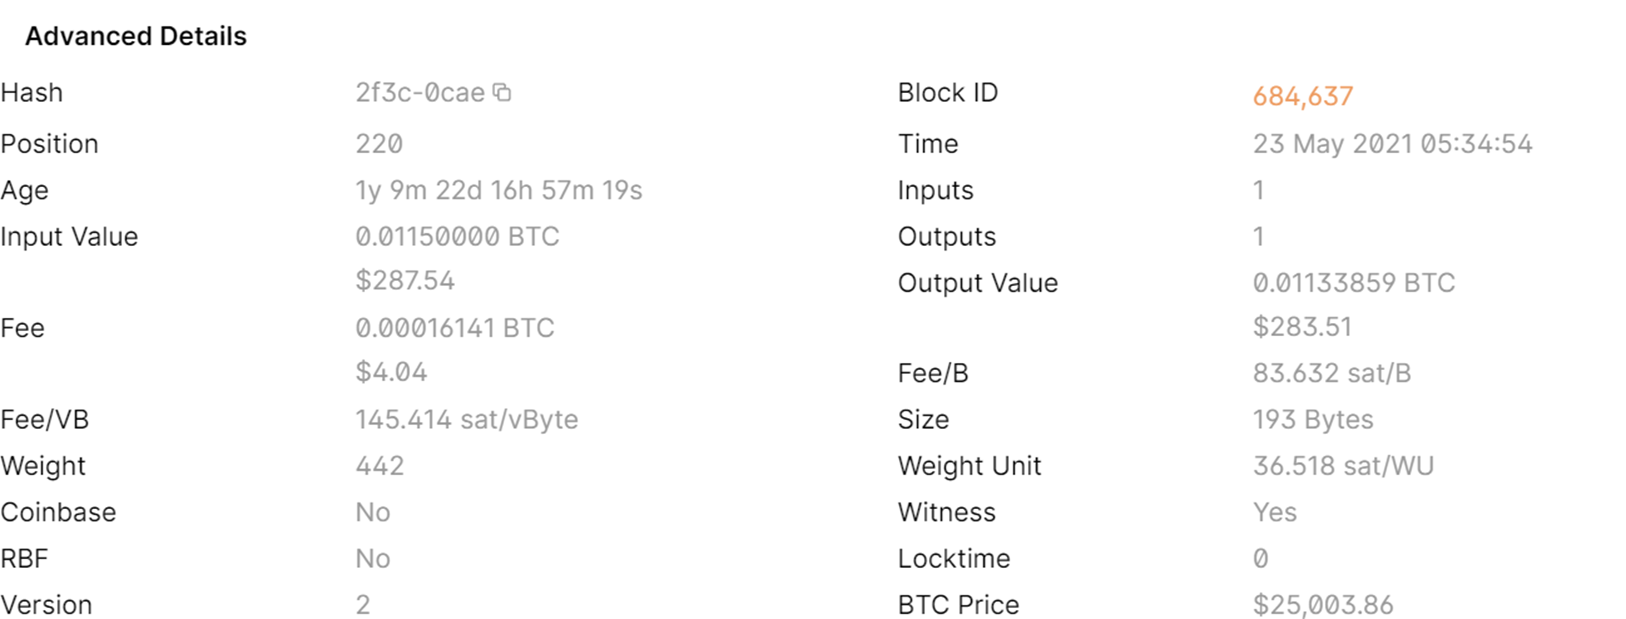 Advanced Details
Hash 2f3c-0cae
Position 220
Age 1y 9m 22d 16h 57m 19s
Input Value 0.01150000 BTC
$287.54
Fee 0.00016141 BTC
$4.04
Fee/VB 145.414 sat/vByte
Weight 442
Coinbase No
RBF No
Version 2
Block ID 684,637
Time 23 May 2021 05:34:54
Inputs 1
Outputs 1
Output Value 0.01133859 BTC
$283.51
Fee/B 83.632 sat/B
Size 193 Bytes
Weight Unit 36.518 sat/WU
Witness Yes
Locktime 0
BTC Price $25,003.86